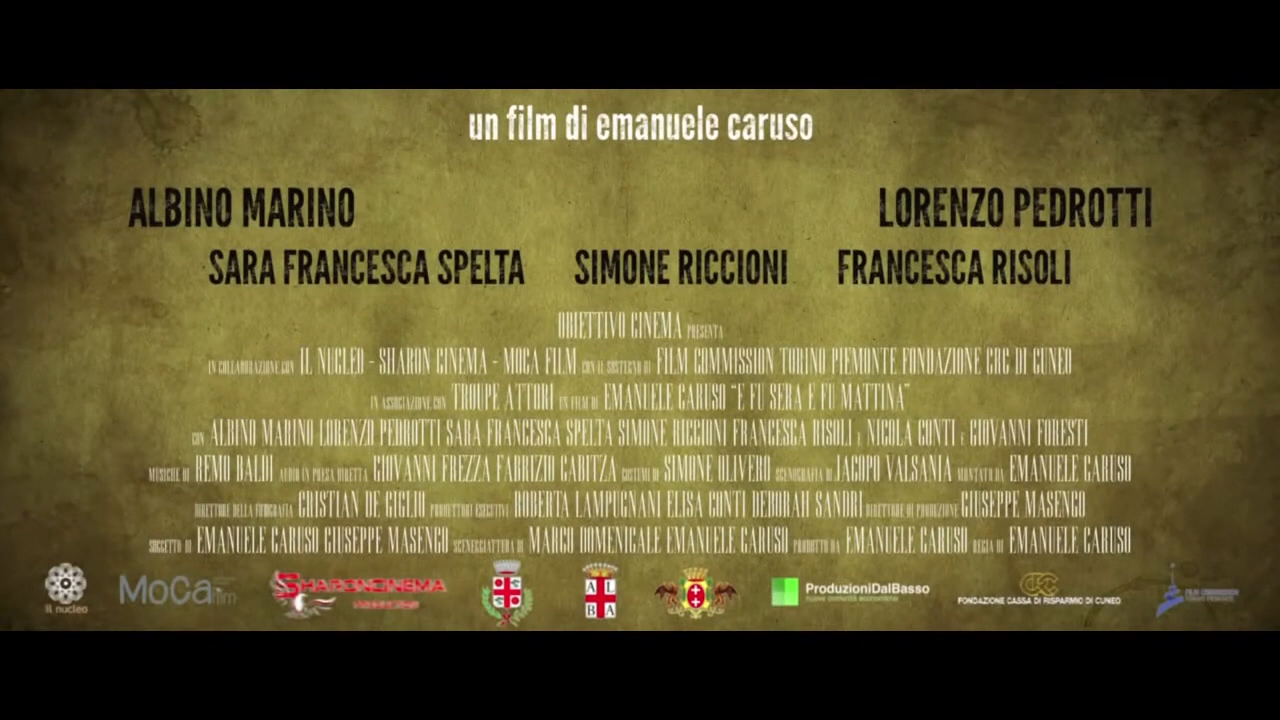 un film di emanuele caruso
ALBINO MARINO LORENZO PEDROTTI
SARA FRANCESCA SPELTA SIMONE RICCIONI FRANCESCA RISOLI
OBIETTIVO CINEMA PRESENTA
IN COLLABORAZIONE CON IL NUCLEO - SHARON CINEMA - MOCA FILM CON IL SOSTEGNO DI FILM COMMISSION TORINO PIEMONTE FONDAZIONE CRC DI CUNEO
IN ASSOCIAZIONE CON TROUPE ATTORI UN FILM DI EMANUELE CARUSO "E FU SERA E FU MATTINA"
CON ALBINO MARINO LORENZO PEDROTTI SARA FRANCESCA SPELTA SIMONE RICCIONI FRANCESCA RISOLI E NICOLA CONTI E GIOVANNI FORESTI
MUSICHE DI REMO BALDI AUDIO IN PRESA DIRETTA GIOVANNI FREZZA FABRIZIO CARITZA COSTUMI DI SIMONE OLIVERO SCENOGRAFIA DI JACOPO VALSANIA MONTATO DA EMANUELE CARUSO
DIRETTORE DELLA FOTOGRAFIA CRISTIAN DE GIGLIO PRODUTTORI ESECUTIVI ROBERTA LAMPUGNANI ELISA CONTI DEBORAH SANDRI DIRETTORE DI PRODUZIONE GIUSEPPE MASENGO
SOGGETTO DI EMANUELE CARUSO GIUSEPPE MASENGO SCENEGGIATURA DI MARCO DOMENICALE EMANUELE CARUSO PRODOTTO DA EMANUELE CARUSO REGIA DI EMANUELE CARUSO
il nucleo MoCa film SHARONCINEMA ALBA ProduzioniDalBasso FONDAZIONE CASSA DI RISPARMIO DI CUNEO FILM COMMISSION
TORINO PIEMONTE